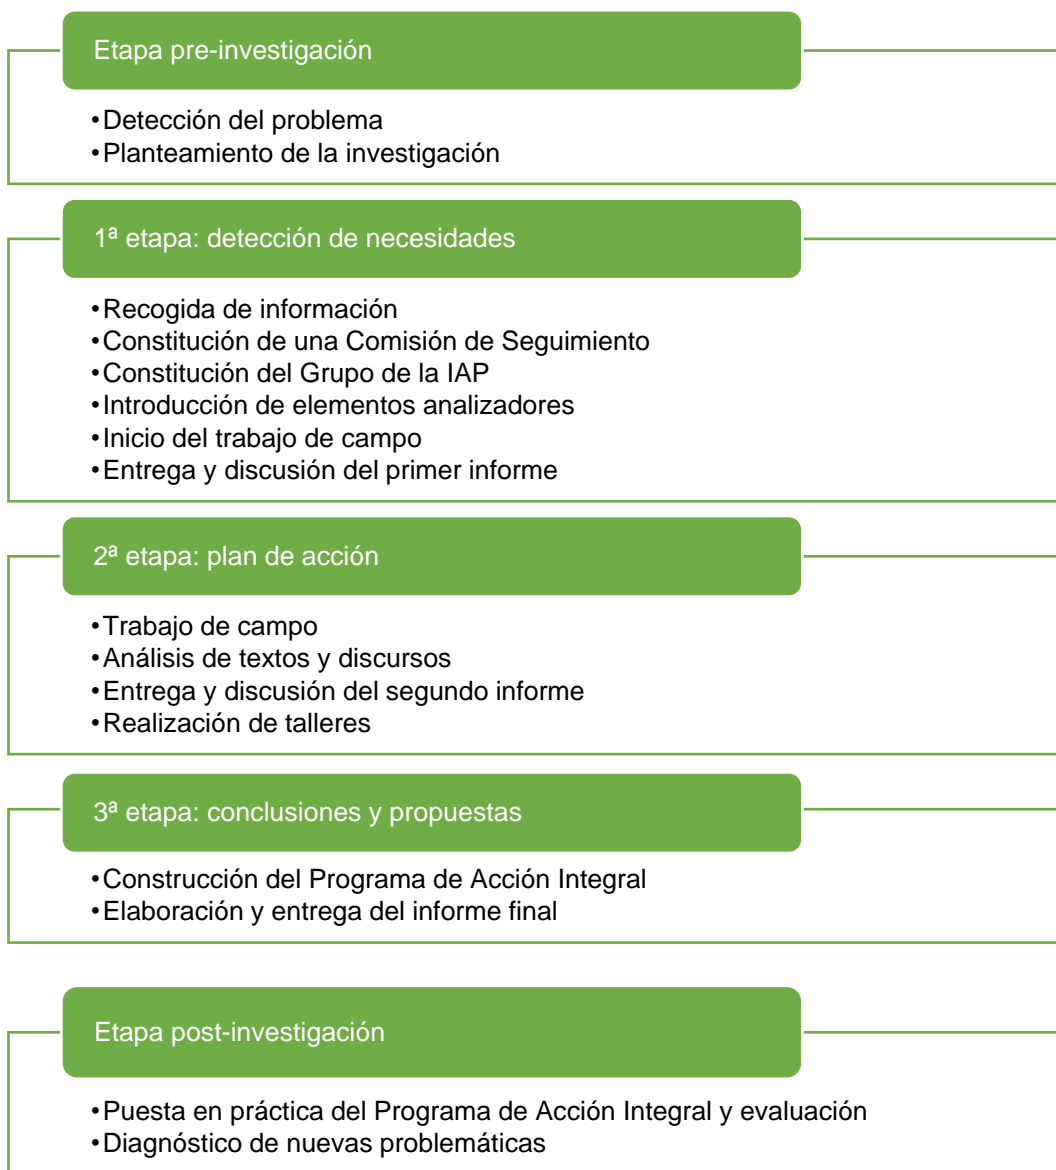 Etapa pre-investigación
•Detección del problema
•Planteamiento de la investigación
1ª etapa: detección de necesidades
•Recogida de información
•Constitución de una Comisión de Seguimiento
•Constitución del Grupo de la IAP
•Introducción de elementos analizadores
•Inicio del trabajo de campo
•Entrega y discusión del primer informe
2ª etapa: plan de acción
•Trabajo de campo
•Análisis de textos y discursos
•Entrega y discusión del segundo informe
•Realización de talleres
3ª etapa: conclusiones y propuestas
•Construcción del Programa de Acción Integral
•Elaboración y entrega del informe final
Etapa post-investigación
•Puesta en práctica del Programa de Acción Integral y evaluación
•Diagnóstico de nuevas problemáticas